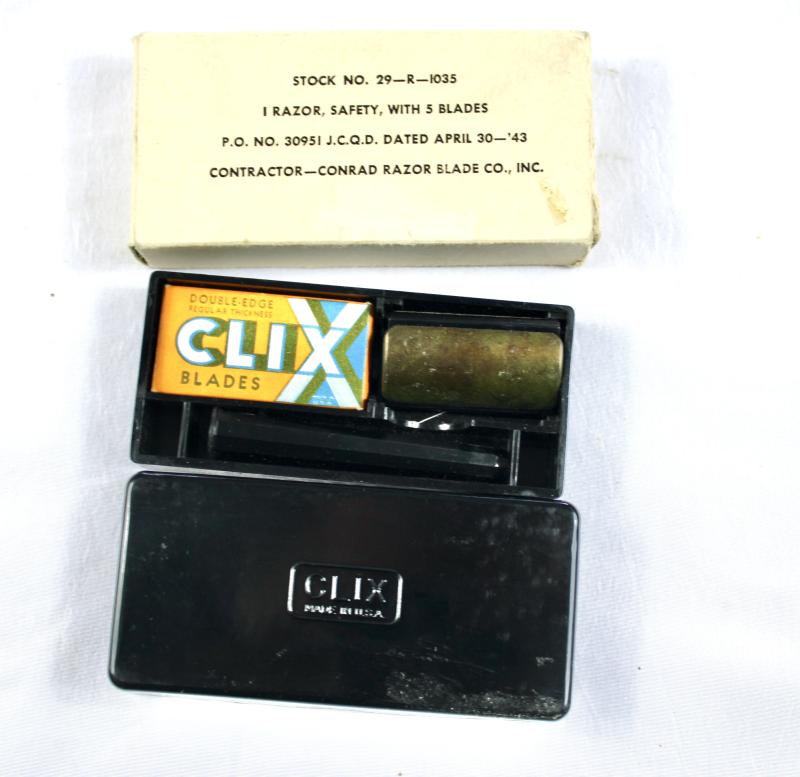 STOCK NO. 29—R—1035
1 RAZOR, SAFETY, WITH 5 BLADES
P.O. NO. 30951 J.C.Q.D. DATED APRIL 30—'43
CONTRACTOR—CONRAD RAZOR BLADE CO., INC.
DOUBLE-EDGE
REGULAR THICKNESS
CLIX
BLADES
CLIX
MADE IN U.S.A.